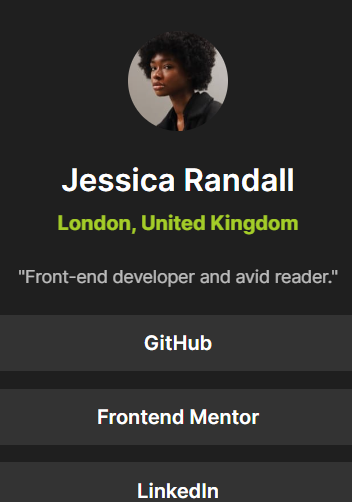 Jessica Randall
London, United Kingdom
"Front-end developer and avid reader."
GitHub
Frontend Mentor
LinkedIn